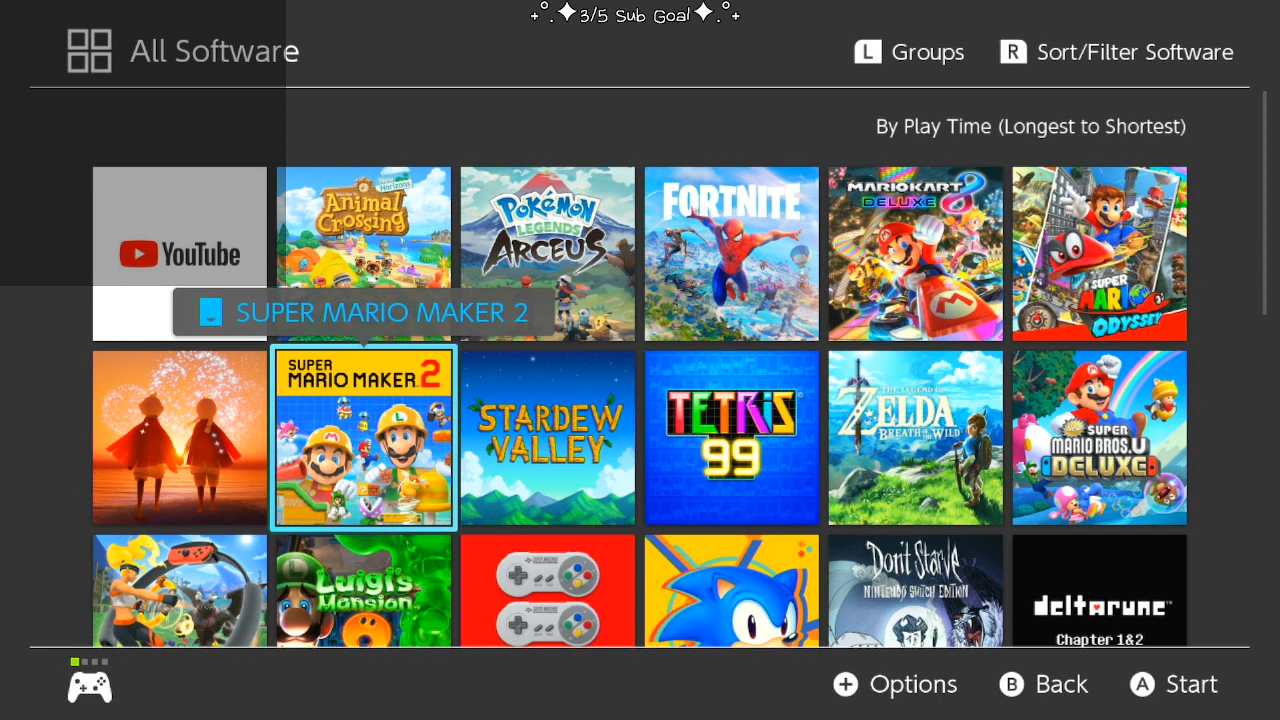 +°.✦3/5 Sub Goal✦.°+
All Software
L Groups
R Sort/Filter Software
By Play Time (Longest to Shortest)
YouTube
Welcome to
Animal Crossing
New Horizons
Pokémon
LEGENDS
ARCEUS
FORTNITE
MARIOKART 8
DELUXE
SUPER
MARIO
ODYSSEY
SUPER MARIO MAKER 2
SUPER
MARIO MAKER 2
STARDEW
VALLEY
TETRIS®
99
THE LEGEND OF
ZELDA
BREATH OF THE WILD
NEW SUPER
MARIO BROS. U
DELUXE
Luigi's
Mansion
Don't Starve
NINTENDO SWITCH EDITION
deltarune™
Chapter 1&2
+ Options
B Back
A Start